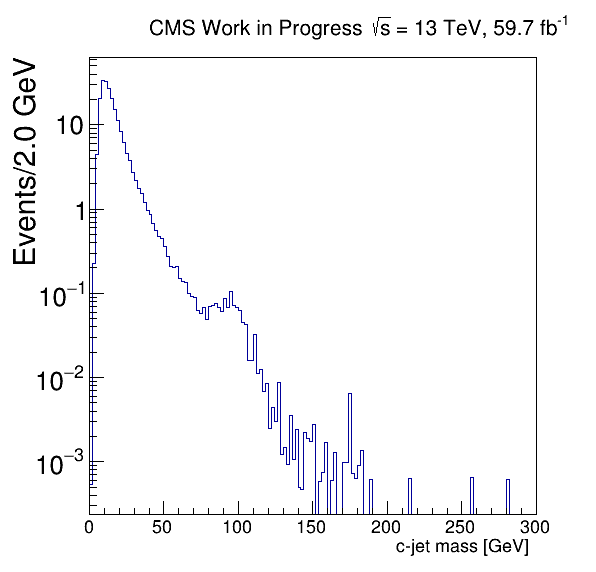 CMS Work in Progress √s = 13 TeV, 59.7 fb⁻¹
Events/2.0 GeV
10
1
10⁻¹
10⁻²
10⁻³
0 50 100 150 200 250 300
c-jet mass [GeV]